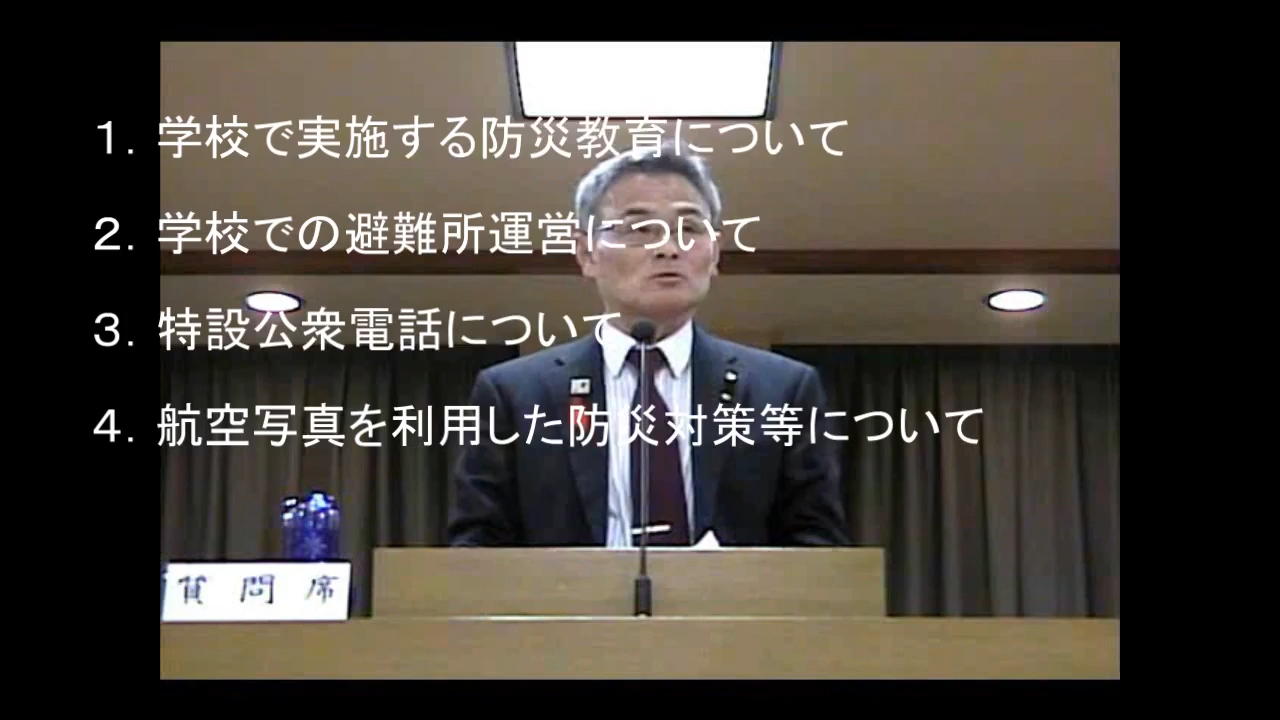 １．学校で実施する防災教育について
２．学校での避難所運営について
３．特設公衆電話について
４．航空写真を利用した防災対策等について
質問席